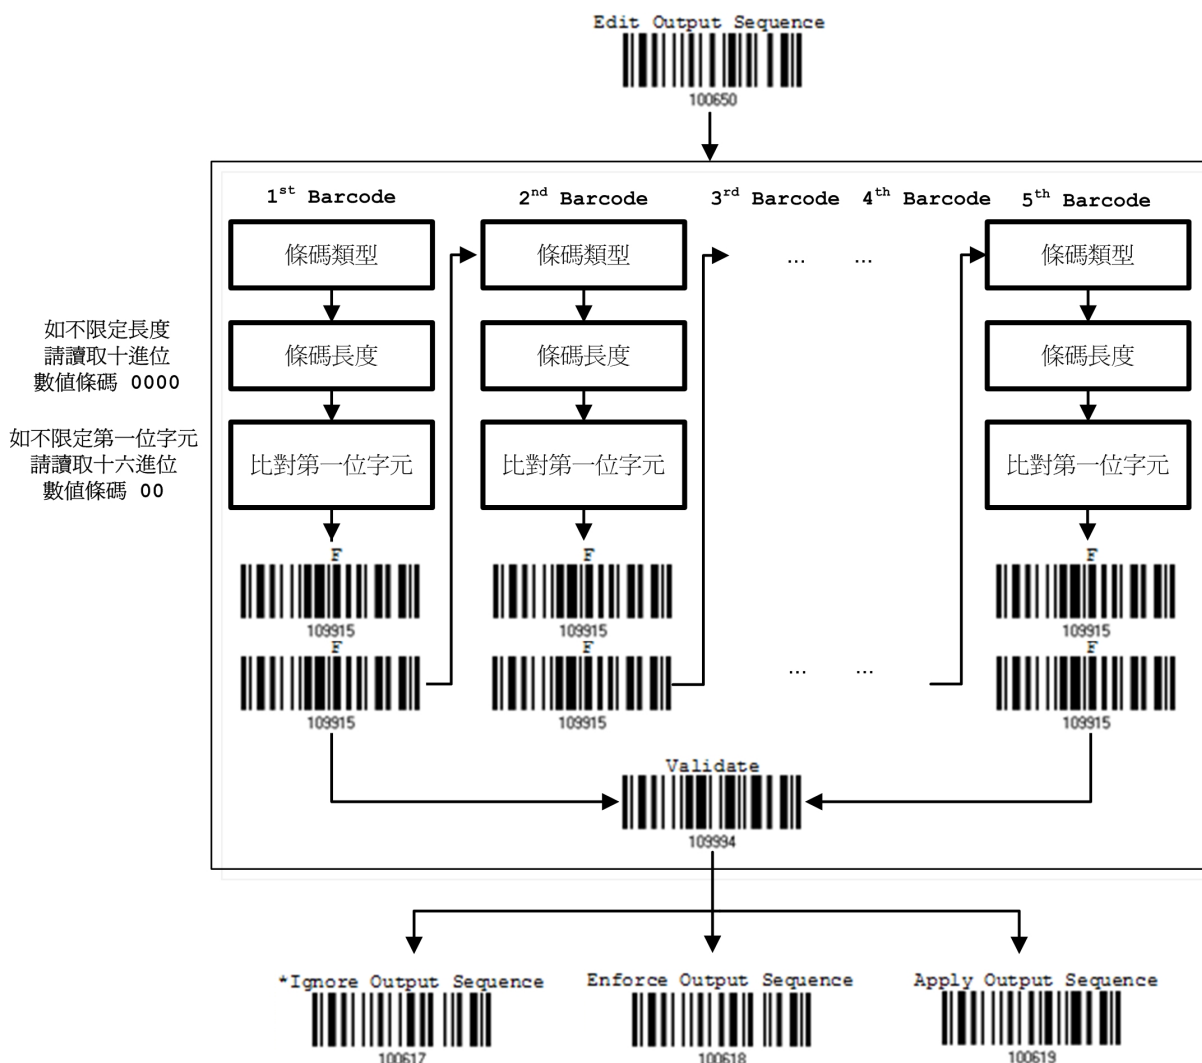 Edit Output Sequence
100650
1st Barcode 2nd Barcode 3rd Barcode 4th Barcode 5th Barcode
條碼類型 條碼類型 ... ... 條碼類型
如不限定長度
請讀取十進位
數值條碼 0000
條碼長度 條碼長度 條碼長度
如不限定第一位字元
請讀取十六進位
數值條碼 00
比對第一位字元 比對第一位字元 比對第一位字元
F F F
109915 109915 109915
F F F
... ...
109915 109915 109915
Validate
109994
*Ignore Output Sequence Enforce Output Sequence Apply Output Sequence
100617 100618 100619